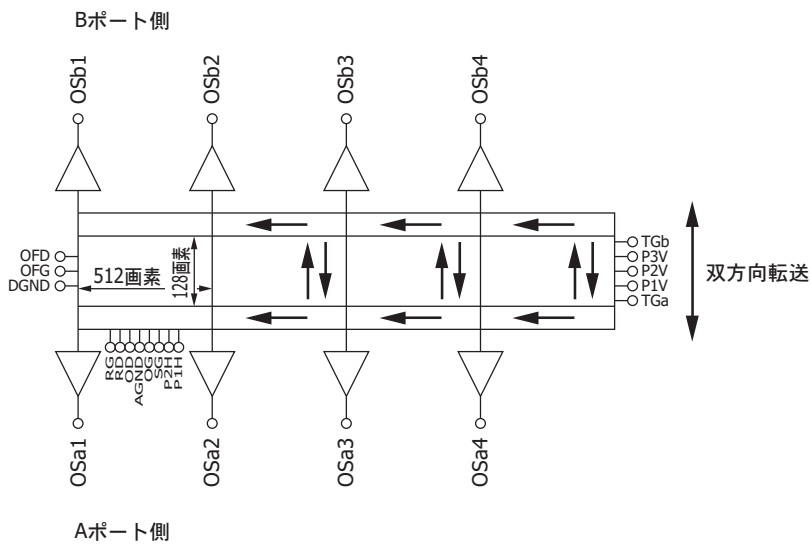 Bポート側
OSb1
OSb2
OSb3
OSb4
OFD
OFG
DGND
512画素
128画素
TGb
P3V
P2V
P1V
TGa
双方向転送
RG
RD
OD
AGND
OG
SG
P2H
P1H
OSa1
OSa2
OSa3
OSa4
Aポート側